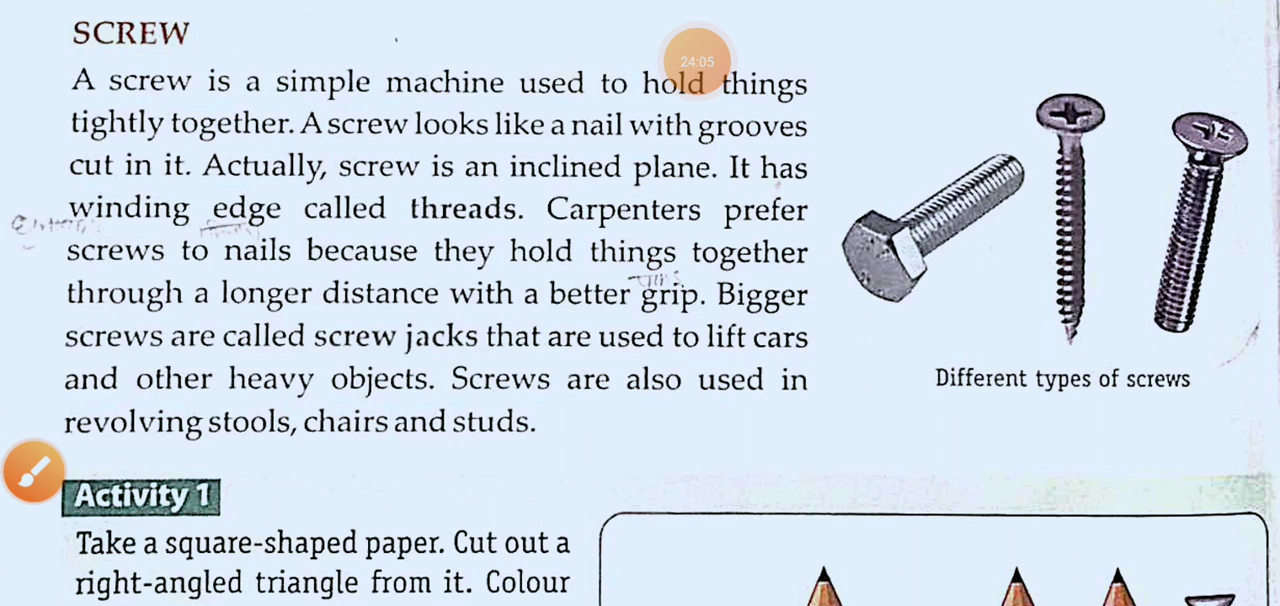 SCREW
24:05
A screw is a simple machine used to hold things
tightly together. A screw looks like a nail with grooves
cut in it. Actually, screw is an inclined plane. It has
winding edge called threads. Carpenters prefer
screws to nails because they hold things together
through a longer distance with a better grip. Bigger
screws are called screw jacks that are used to lift cars
and other heavy objects. Screws are also used in
revolving stools, chairs and studs.
Different types of screws
Activity 1
Take a square-shaped paper. Cut out a
right-angled triangle from it. Colour